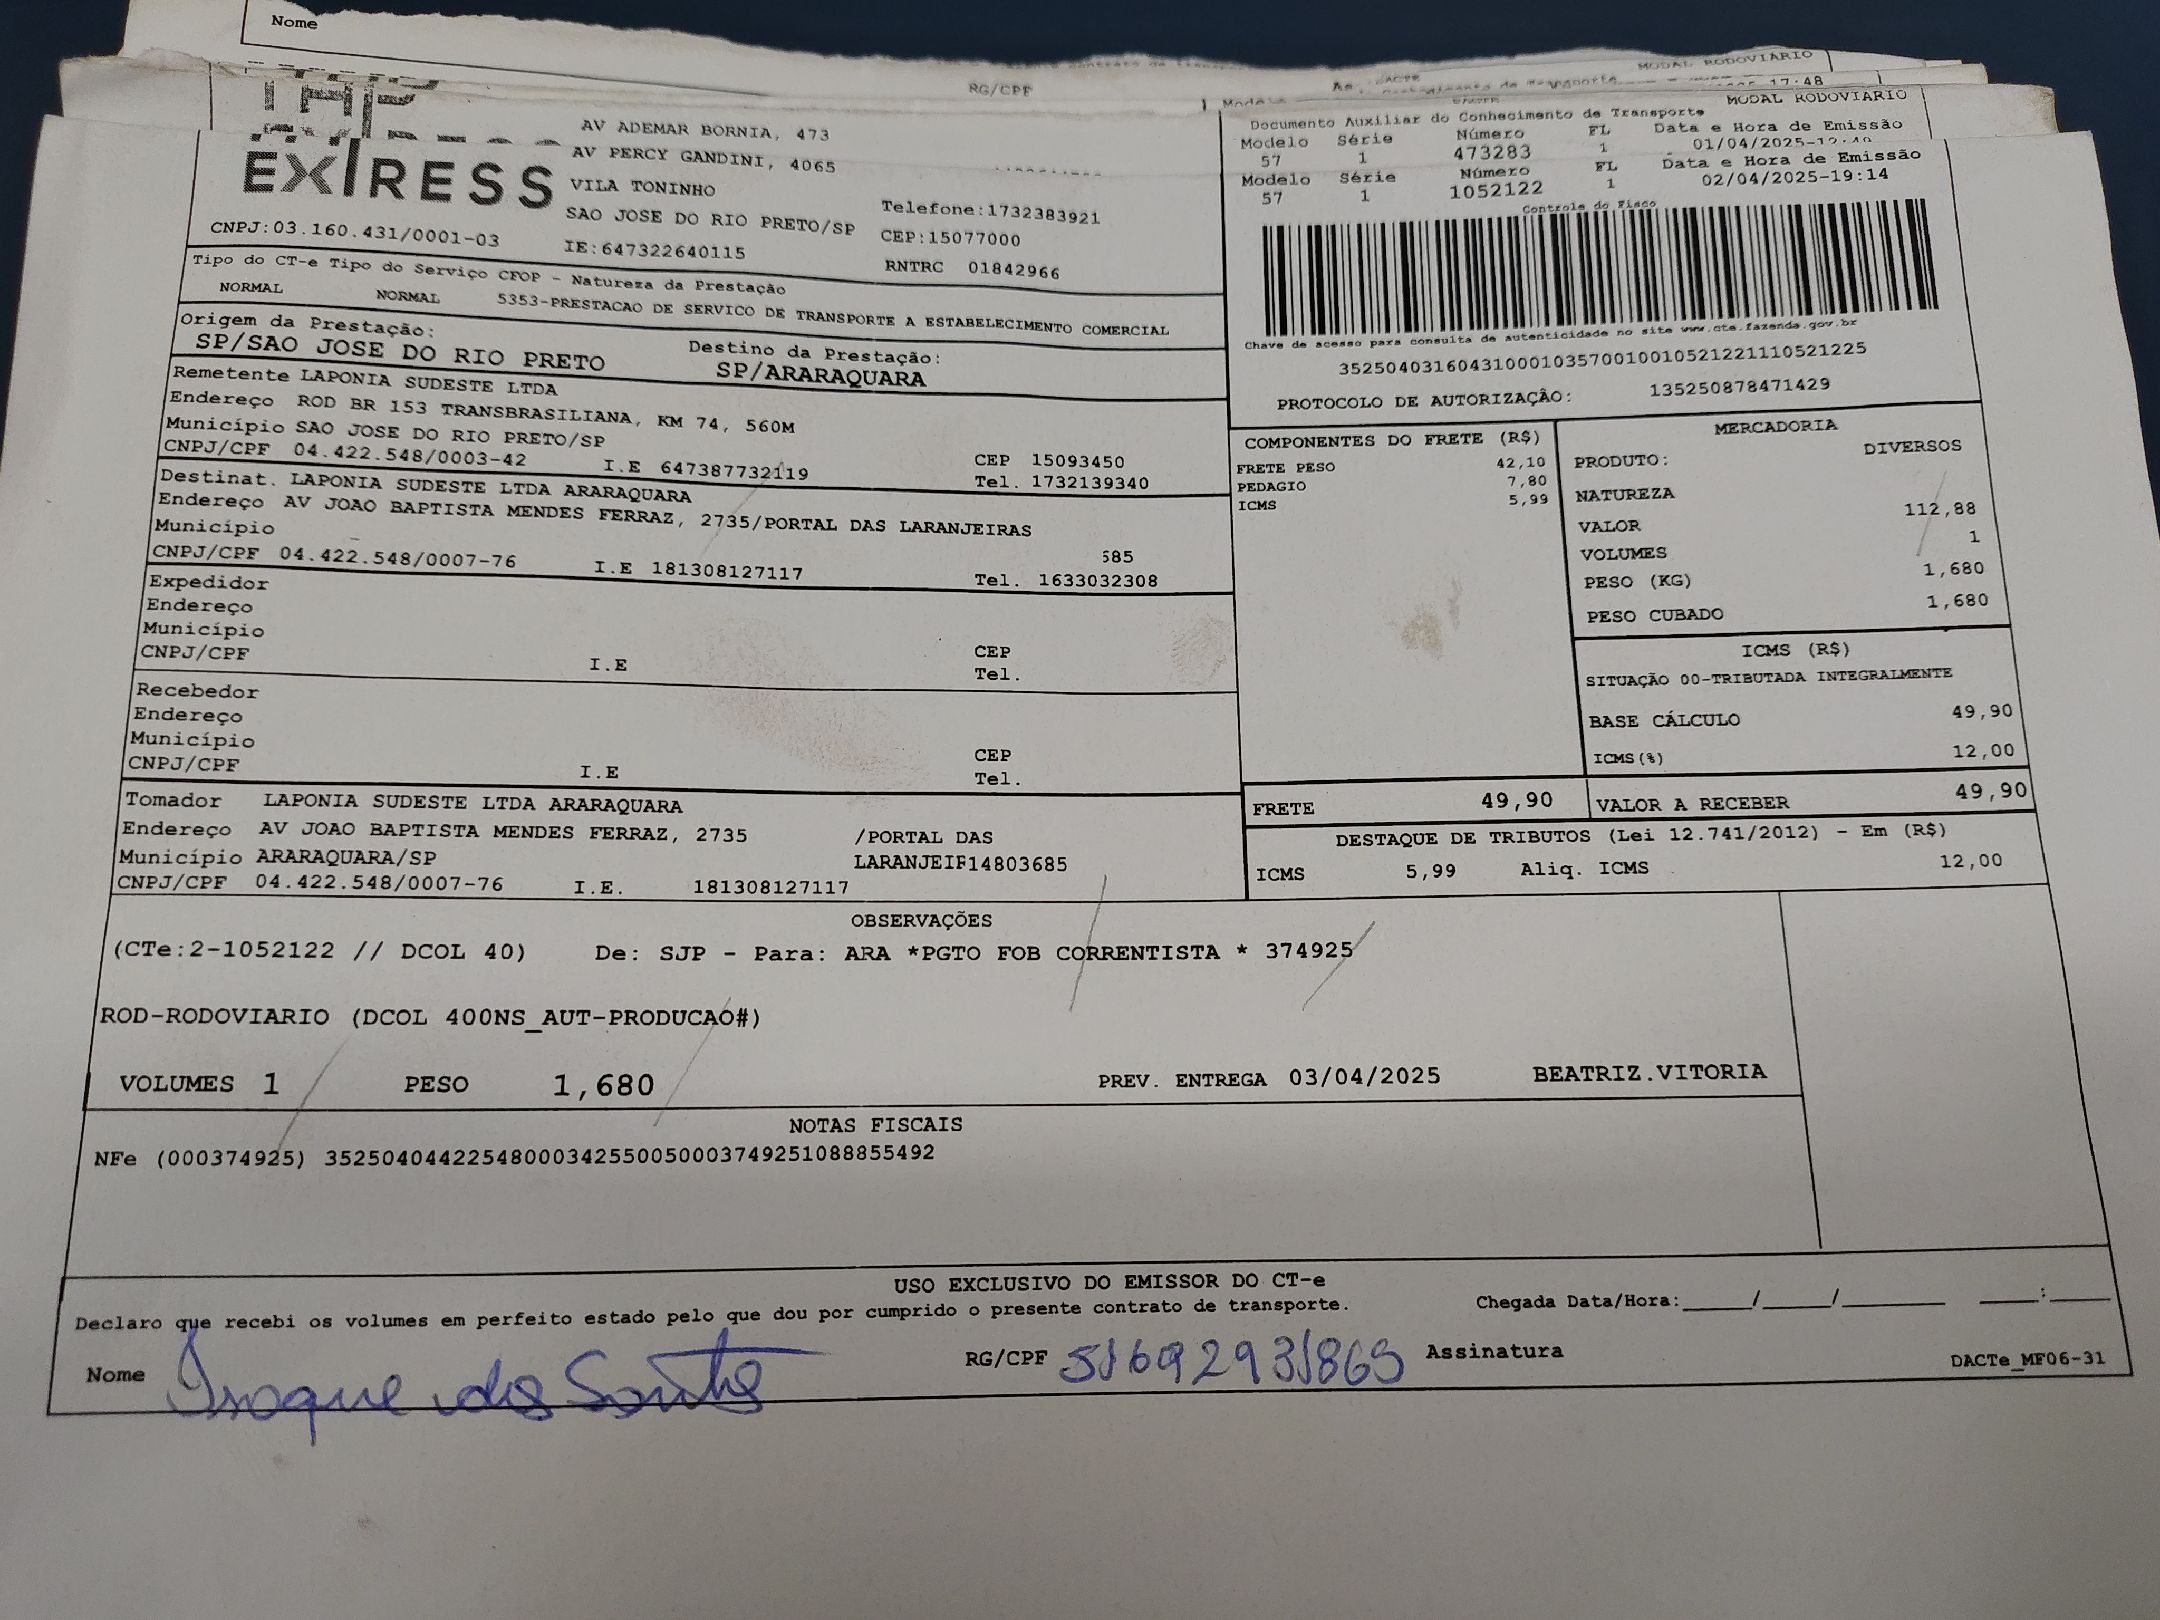 Nome
RG/CPF
MODAL RODOVIARIO
17:48
AV ADEMAR BORNIA, 473
MODAL RODOVIARIO
Documento Auxiliar do Conhecimento de Transporte
Modelo Série Número FL Data e Hora de Emissão
57 1 473283 1 01/04/2025-12:40
EXPRESS
AV PERCY GANDINI, 4065
VILA TONINHO
SAO JOSE DO RIO PRETO/SP
Telefone:1732383921
CNPJ:03.160.431/0001-03
IE:647322640115
CEP:15077000
RNTRC 01842966
Modelo Série Número FL Data e Hora de Emissão
57 1 1052122 1 02/04/2025-19:14
Controle do Fisco
Chave de acesso para consulta de autenticidade no site www.cte.fazenda.gov.br
35250403160431000103570010010521221110521225
PROTOCOLO DE AUTORIZAÇÃO: 135250878471429
Tipo do CT-e Tipo do Serviço CFOP - Natureza da Prestação
NORMAL NORMAL 5353-PRESTACAO DE SERVICO DE TRANSPORTE A ESTABELECIMENTO COMERCIAL
Origem da Prestação: Destino da Prestação:
SP/SAO JOSE DO RIO PRETO SP/ARARAQUARA
Remetente LAPONIA SUDESTE LTDA
Endereço ROD BR 153 TRANSBRASILIANA, KM 74, 560M
Município SAO JOSE DO RIO PRETO/SP CEP 15093450
CNPJ/CPF 04.422.548/0003-42 I.E 647387732119 Tel. 1732139340
Destinat. LAPONIA SUDESTE LTDA ARARAQUARA
Endereço AV JOAO BAPTISTA MENDES FERRAZ, 2735/PORTAL DAS LARANJEIRAS
Município 685
CNPJ/CPF 04.422.548/0007-76 I.E 181308127117 Tel. 1633032308
Expedidor
Endereço
Município CEP
CNPJ/CPF I.E Tel.
Recebedor
Endereço
Município CEP
CNPJ/CPF I.E Tel.
Tomador LAPONIA SUDESTE LTDA ARARAQUARA
Endereço AV JOAO BAPTISTA MENDES FERRAZ, 2735 /PORTAL DAS
Município ARARAQUARA/SP LARANJEIR14803685
CNPJ/CPF 04.422.548/0007-76 I.E. 181308127117
COMPONENTES DO FRETE (R$)
FRETE PESO 42,10
PEDAGIO 7,80
ICMS 5,99
MERCADORIA
PRODUTO: DIVERSOS
NATUREZA
VALOR 112,88
VOLUMES 1
PESO (KG) 1,680
PESO CUBADO 1,680
ICMS (R$)
SITUAÇÃO 00-TRIBUTADA INTEGRALMENTE
BASE CÁLCULO 49,90
ICMS(%) 12,00
FRETE 49,90 VALOR A RECEBER 49,90
DESTAQUE DE TRIBUTOS (Lei 12.741/2012) - Em (R$)
ICMS 5,99 Aliq. ICMS 12,00
OBSERVAÇÕES
(CTe:2-1052122 // DCOL 40) De: SJP - Para: ARA *PGTO FOB CORRENTISTA * 374925
ROD-RODOVIARIO (DCOL 400NS_AUT-PRODUCAO#)
VOLUMES 1 PESO 1,680 PREV. ENTREGA 03/04/2025 BEATRIZ.VITORIA
NOTAS FISCAIS
NFe (000374925) 35250404422548000342550050003749251088855492
USO EXCLUSIVO DO EMISSOR DO CT-e
Declaro que recebi os volumes em perfeito estado pelo que dou por cumprido o presente contrato de transporte. Chegada Data/Hora:_____/_____/________ _____:_____
Nome dos Santos RG/CPF 51692931865 Assinatura
DACTe_MF06-31